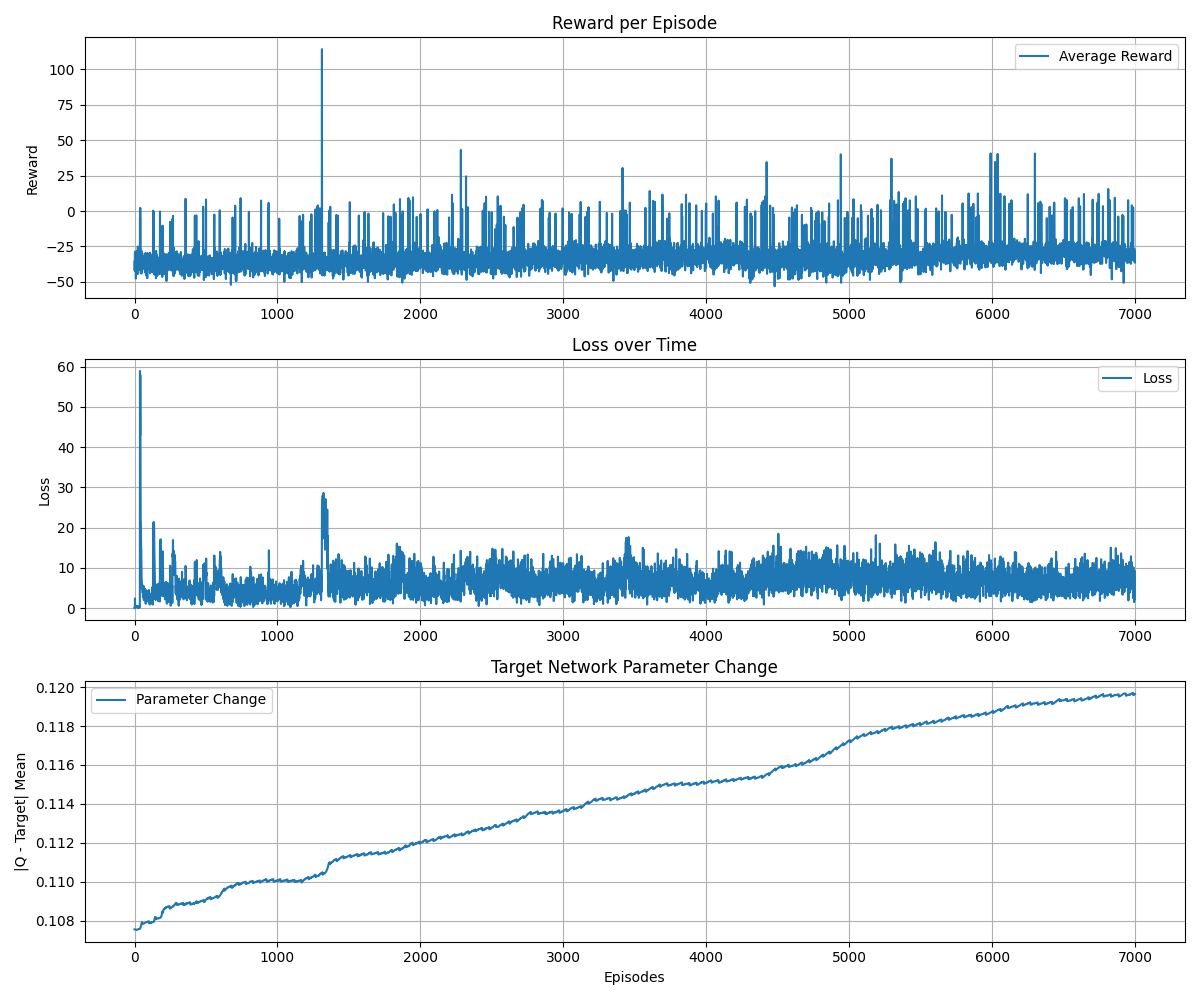 Reward per Episode
Average Reward
Reward
100
75
50
25
0
−25
−50
0 1000 2000 3000 4000 5000 6000 7000
Loss over Time
Loss
Loss
60
50
40
30
20
10
0
0 1000 2000 3000 4000 5000 6000 7000
Target Network Parameter Change
Parameter Change
|Q - Target| Mean
0.120
0.118
0.116
0.114
0.112
0.110
0.108
0 1000 2000 3000 4000 5000 6000 7000
Episodes